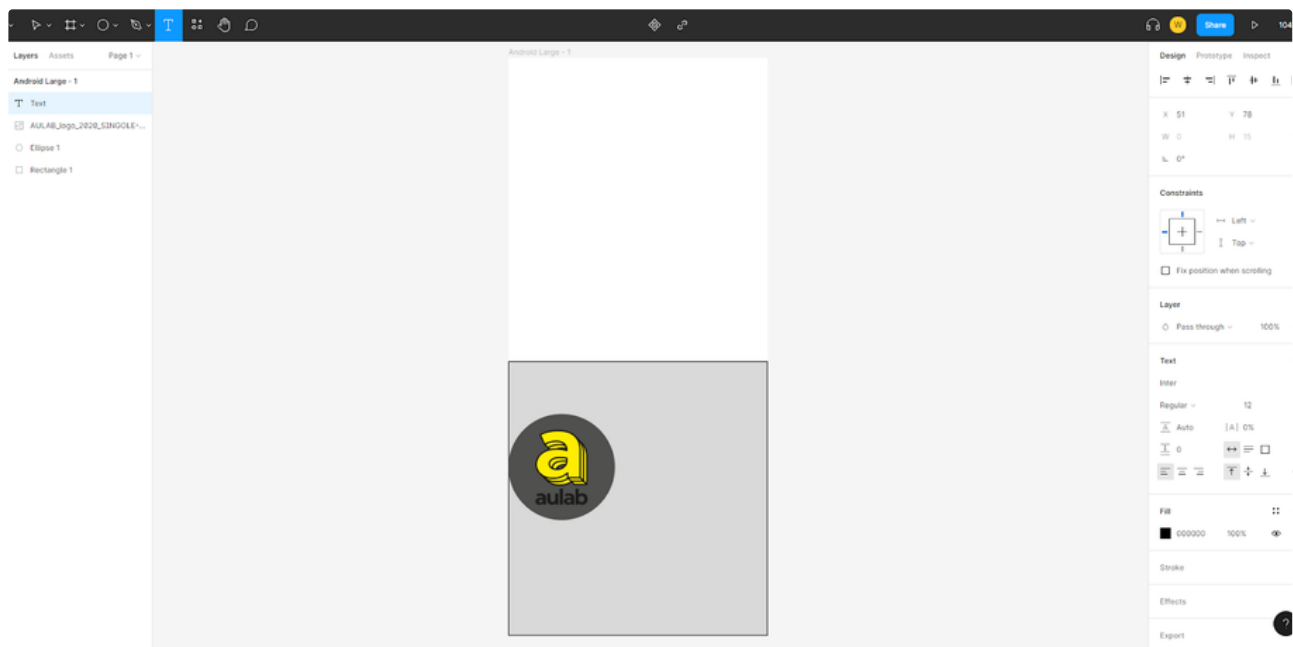 T
W
Share
104
Layers Assets Page 1
Android Large - 1
T Text
AULAB_logo_2020_SINGOLE-...
Ellipse 1
Rectangle 1
Android Large - 1
a
aulab
Design Prototype Inspect
X 51 Y 78
W 0 H 15
0°
Constraints
Left
Top
Fix position when scrolling
Layer
Pass through 100%
Text
Inter
Regular 12
A Auto |A| 0%
0
Fill
000000 100%
Stroke
Effects
?
Export